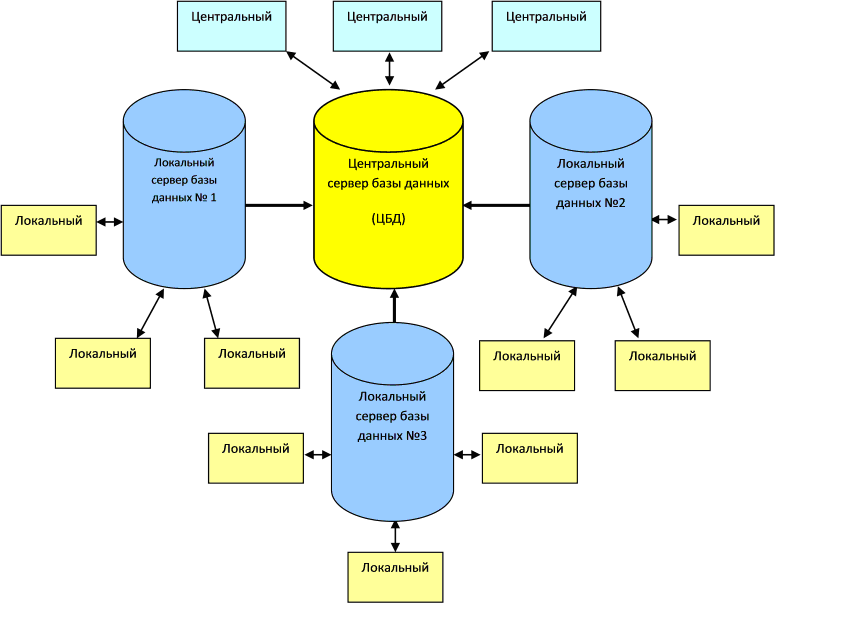 Центральный
Центральный
Центральный
Локальный
сервер базы
данных № 1
Центральный
сервер базы данных
(ЦБД)
Локальный
сервер базы
данных №2
Локальный
Локальный
Локальный
Локальный
Локальный
Локальный
Локальный
сервер базы
данных №3
Локальный
Локальный
Локальный